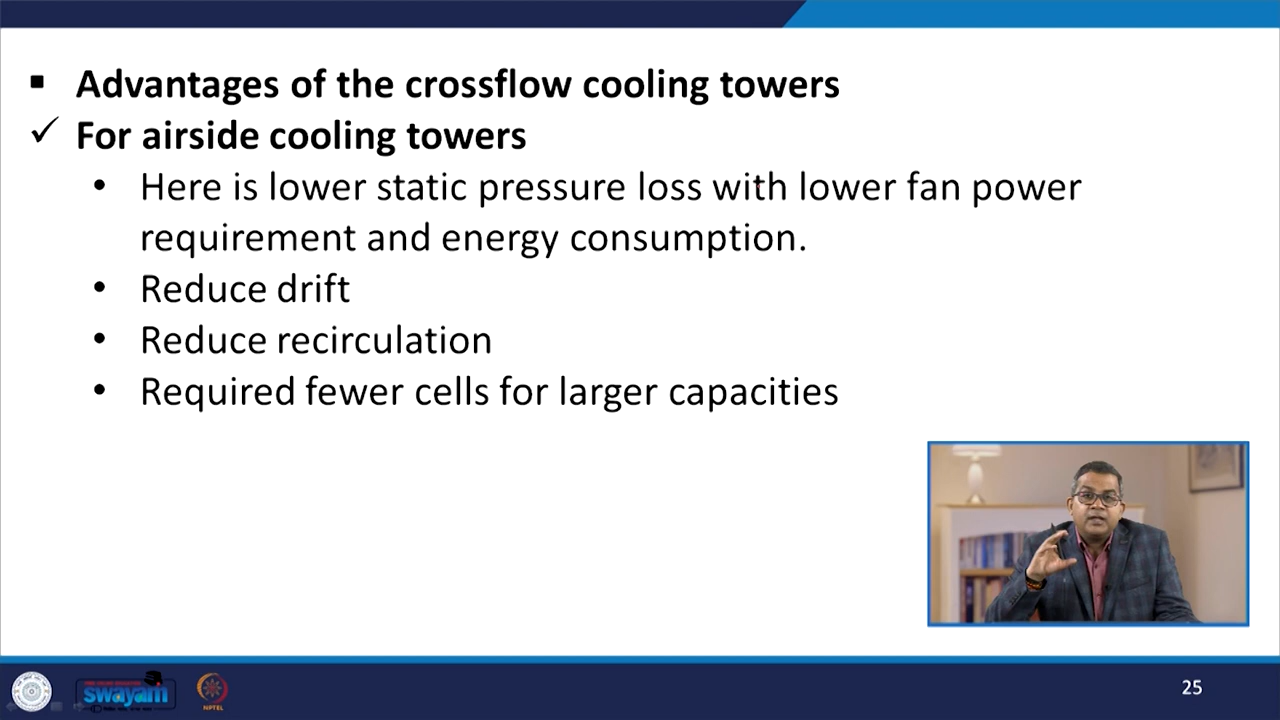 ▪ Advantages of the crossflow cooling towers
✓ For airside cooling towers
• Here is lower static pressure loss with lower fan power
requirement and energy consumption.
• Reduce drift
• Reduce recirculation
• Required fewer cells for larger capacities
swayam
NPTEL
25